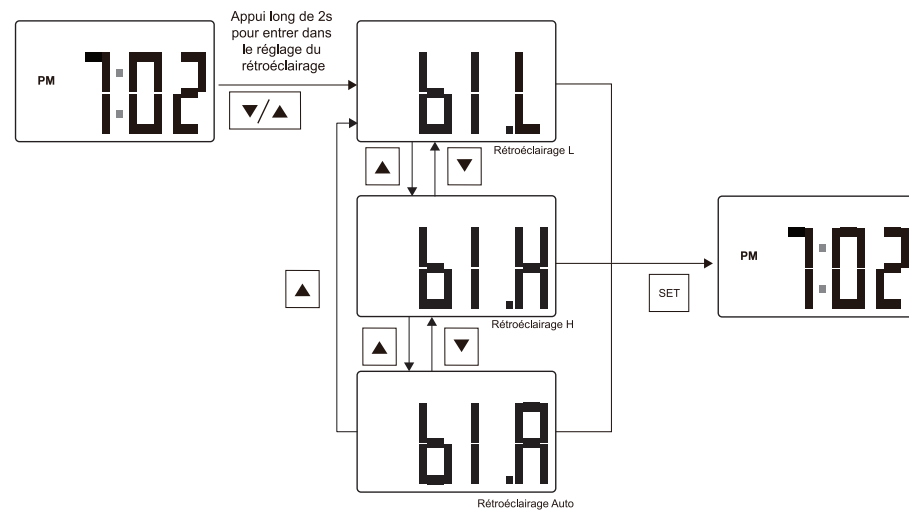 Appui long de 2s
pour entrer dans
le réglage du
rétroéclairage
PM 7:02
▼/▲
bl.L
Rétroéclairage L
▲ ▼
bl.H
Rétroéclairage H
▲
SET
PM 7:02
▲ ▼
bl.A
Rétroéclairage Auto